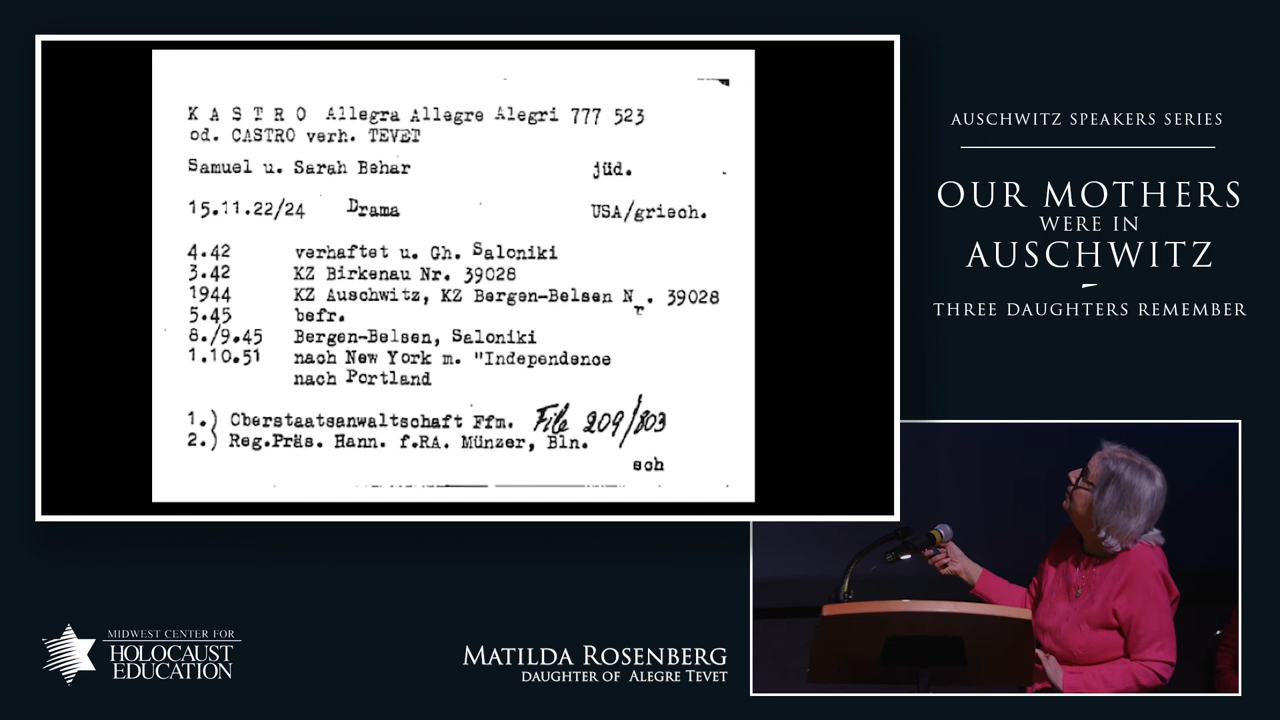 K A S T R O Allegra Allegre Alegri 777 523
od. CASTRO verh. TEVET
Samuel u. Sarah Behar jüd.
15.11.22/24 Drama USA/griech.
4.42 verhaftet u. Gh. Saloniki
3.42 KZ Birkenau Nr. 39028
1944 KZ Auschwitz, KZ Bergen-Belsen Nr. 39028
5.45 befr.
8./9.45 Bergen-Belsen, Saloniki
1.10.51 nach New York m. "Independence
nach Portland
1.) Oberstaatsanwaltschaft Ffm. File 209/803
2.) Reg.Präs. Hann. f.RA. Münzer, Bln.
sch
AUSCHWITZ SPEAKERS SERIES
OUR MOTHERS
WERE IN
AUSCHWITZ
THREE DAUGHTERS REMEMBER
MIDWEST CENTER FOR
HOLOCAUST
EDUCATION
MATILDA ROSENBERG
DAUGHTER OF ALEGRE TEVET